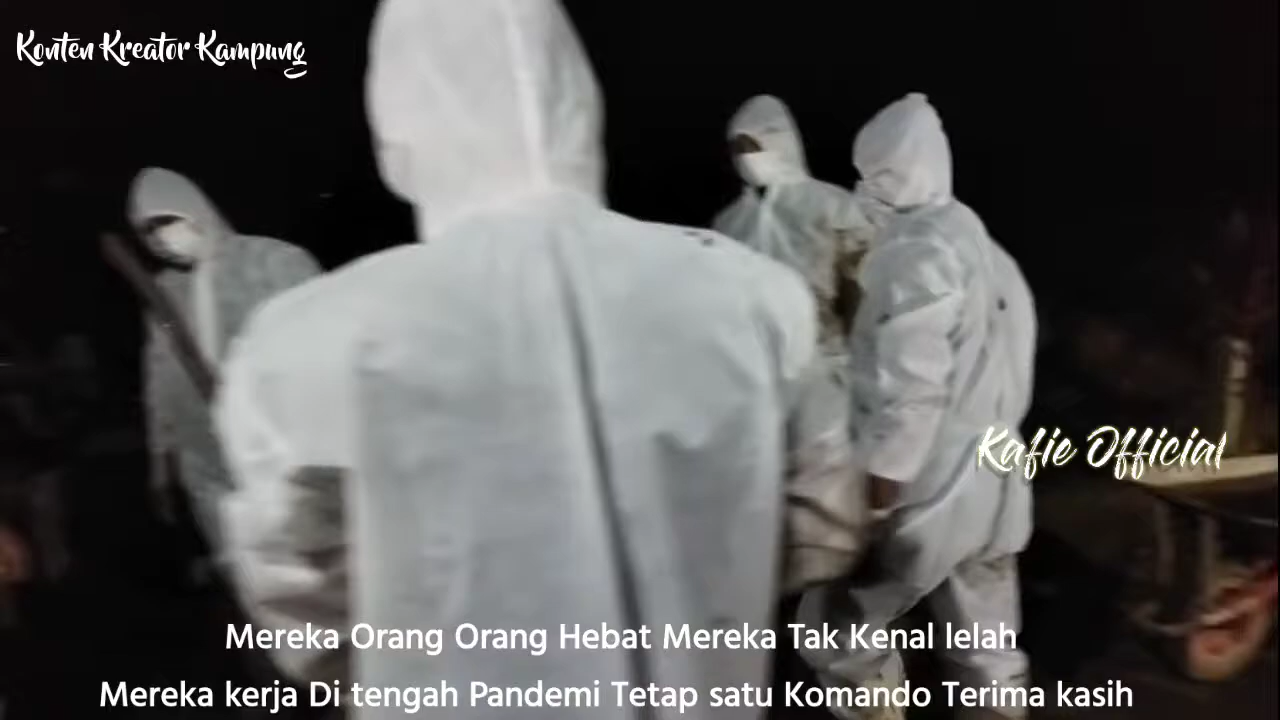 Konten Kreator Kampung
Kafie Official
Mereka Orang Orang Hebat Mereka Tak Kenal lelah
Mereka kerja Di tengah Pandemi Tetap satu Komando Terima kasih